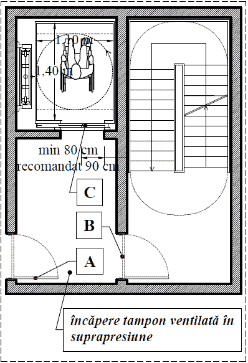 1,10 m
1,40 m
min 80 cm
recomandat 90 cm
C
B
A
încăpere tampon ventilată în
suprapresiune